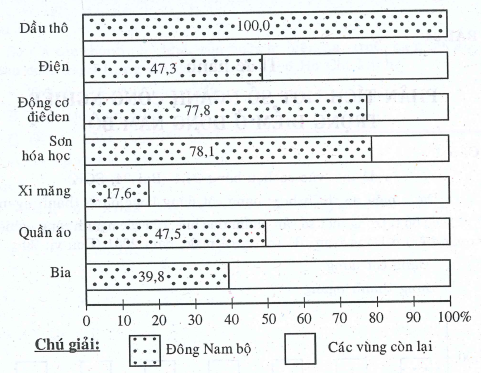 Dầu thô
100,0
Điện
47,3
Động cơ
điêden
77,8
Sơn
hóa học
78,1
Xi măng
17,6
Quần áo
47,5
Bia
39,8
0 10 20 30 40 50 60 70 80 90 100%
Chú giải:
Đông Nam bộ
Các vùng còn lại